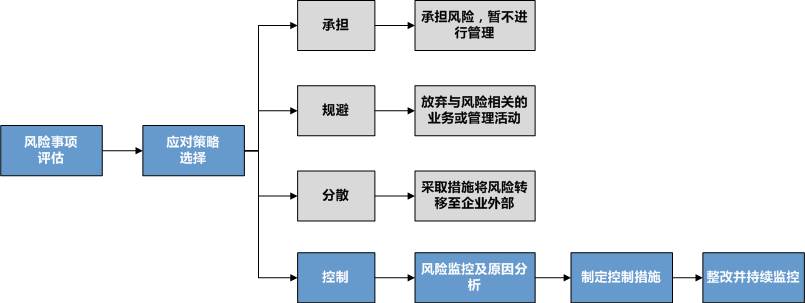 风险事项
评估
应对策略
选择
承担
承担风险，暂不进
行管理
规避
放弃与风险相关的
业务或管理活动
分散
采取措施将风险转
移至企业外部
控制
风险监控及原因分
析
制定控制措施
整改并持续监控